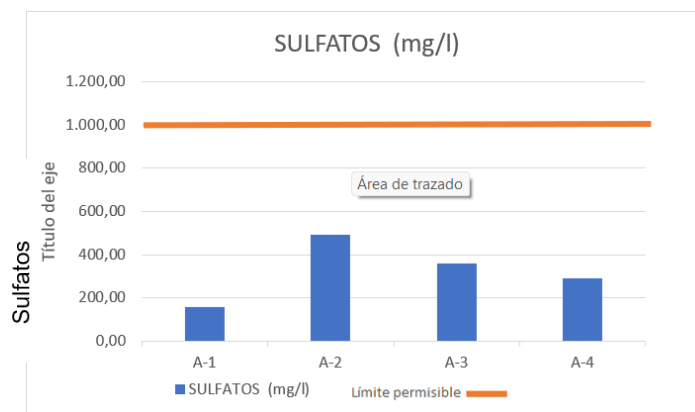 SULFATOS (mg/l)
1.200,00
1.000,00
800,00
600,00
400,00
200,00
0,00
Sulfatos
Título del eje
Área de trazado
A-1
A-2
A-3
A-4
SULFATOS (mg/l)
Límite permisible